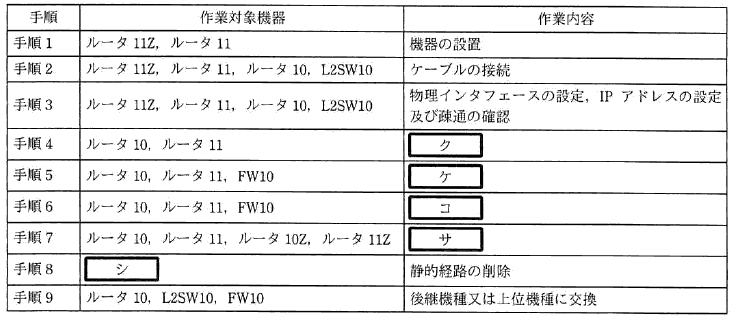 手順 作業対象機器 作業内容
手順 1 ルータ 11Z, ルータ 11 機器の設置
手順 2 ルータ 11Z, ルータ 11, ルータ 10, L2SW10 ケーブルの接続
手順 3 ルータ 11Z, ルータ 11, ルータ 10, L2SW10 物理インタフェースの設定, IP アドレスの設定
及び疎通の確認
手順 4 ルータ 10, ルータ 11 ク
手順 5 ルータ 10, ルータ 11, FW10 ケ
手順 6 ルータ 10, ルータ 11, FW10 コ
手順 7 ルータ 10, ルータ 11, ルータ 10Z, ルータ 11Z サ
手順 8 シ 静的経路の削除
手順 9 ルータ 10, L2SW10, FW10 後継機種又は上位機種に交換